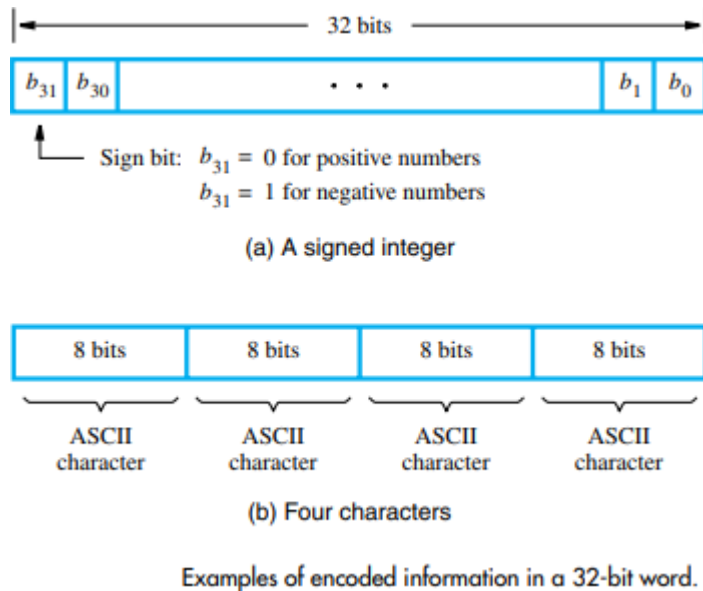 32 bits
b31 b30 . . . b1 b0
Sign bit: b31 = 0 for positive numbers
b31 = 1 for negative numbers
(a) A signed integer
8 bits 8 bits 8 bits 8 bits
ASCII ASCII ASCII ASCII
character character character character
(b) Four characters
Examples of encoded information in a 32-bit word.